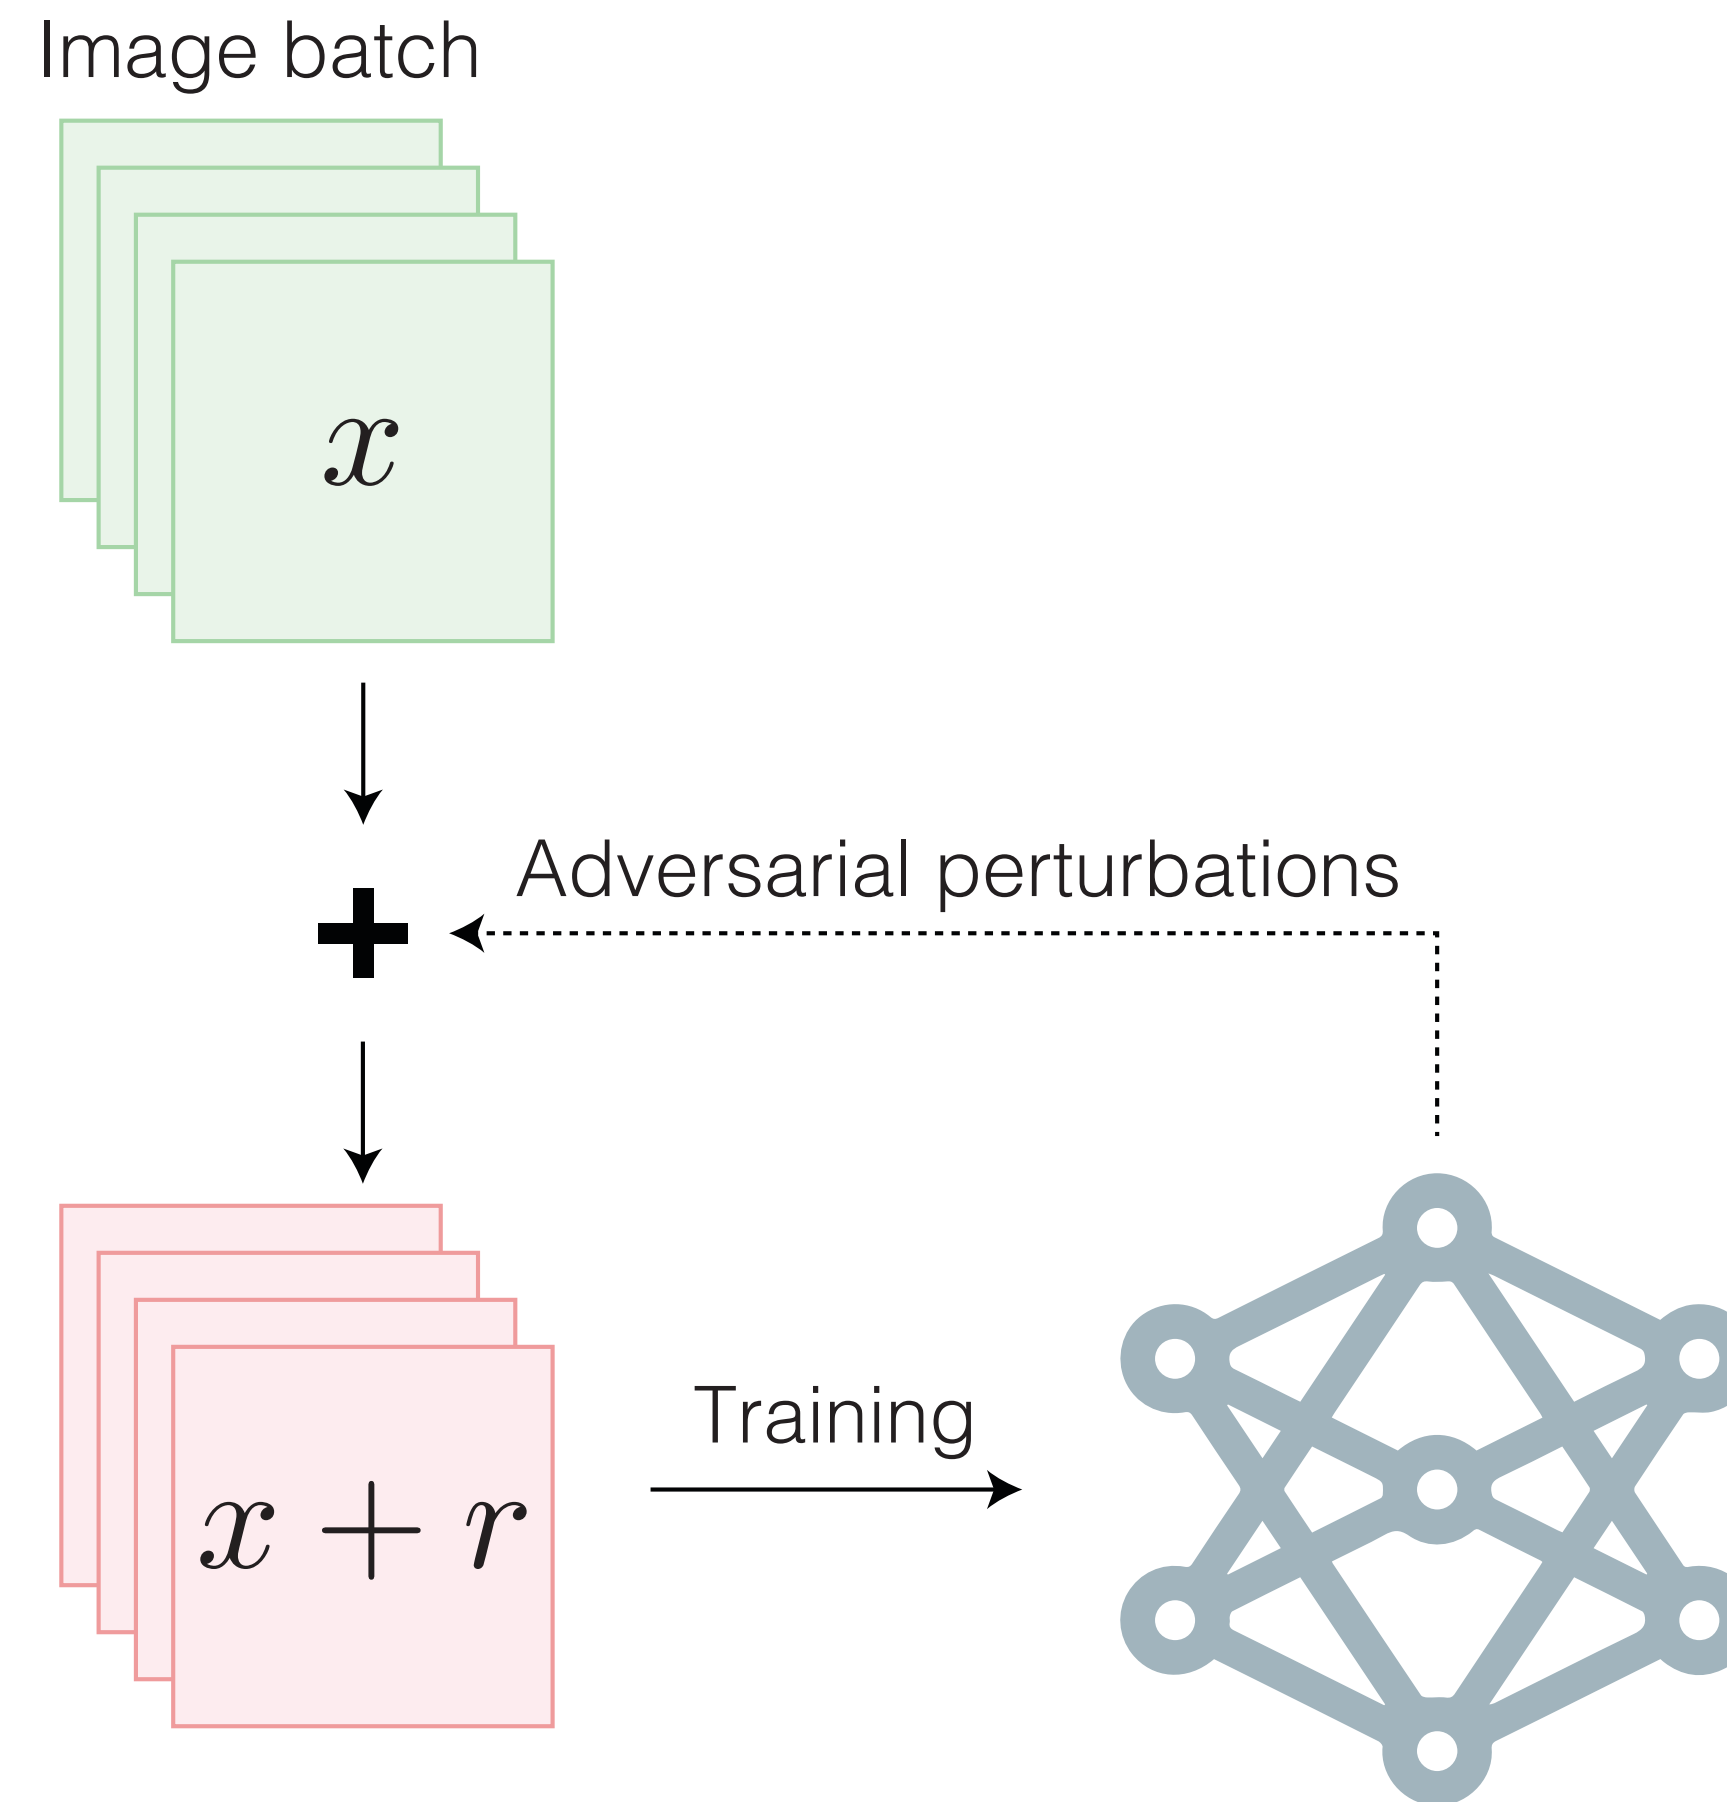 Image batch
x
+
Adversarial perturbations
Training
x + r